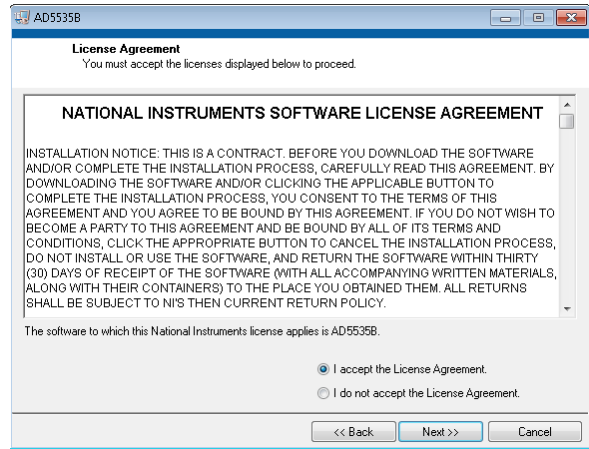 AD5535B
License Agreement
You must accept the licenses displayed below to proceed.
NATIONAL INSTRUMENTS SOFTWARE LICENSE AGREEMENT
INSTALLATION NOTICE: THIS IS A CONTRACT. BEFORE YOU DOWNLOAD THE SOFTWARE
AND/OR COMPLETE THE INSTALLATION PROCESS, CAREFULLY READ THIS AGREEMENT. BY
DOWNLOADING THE SOFTWARE AND/OR CLICKING THE APPLICABLE BUTTON TO
COMPLETE THE INSTALLATION PROCESS, YOU CONSENT TO THE TERMS OF THIS
AGREEMENT AND YOU AGREE TO BE BOUND BY THIS AGREEMENT. IF YOU DO NOT WISH TO
BECOME A PARTY TO THIS AGREEMENT AND BE BOUND BY ALL OF ITS TERMS AND
CONDITIONS, CLICK THE APPROPRIATE BUTTON TO CANCEL THE INSTALLATION PROCESS,
DO NOT INSTALL OR USE THE SOFTWARE, AND RETURN THE SOFTWARE WITHIN THIRTY
(30) DAYS OF RECEIPT OF THE SOFTWARE (WITH ALL ACCOMPANYING WRITTEN MATERIALS,
ALONG WITH THEIR CONTAINERS) TO THE PLACE YOU OBTAINED THEM. ALL RETURNS
SHALL BE SUBJECT TO NI'S THEN CURRENT RETURN POLICY.
The software to which this National Instruments license applies is AD5535B.
I accept the License Agreement.
I do not accept the License Agreement.
<< Back Next >> Cancel